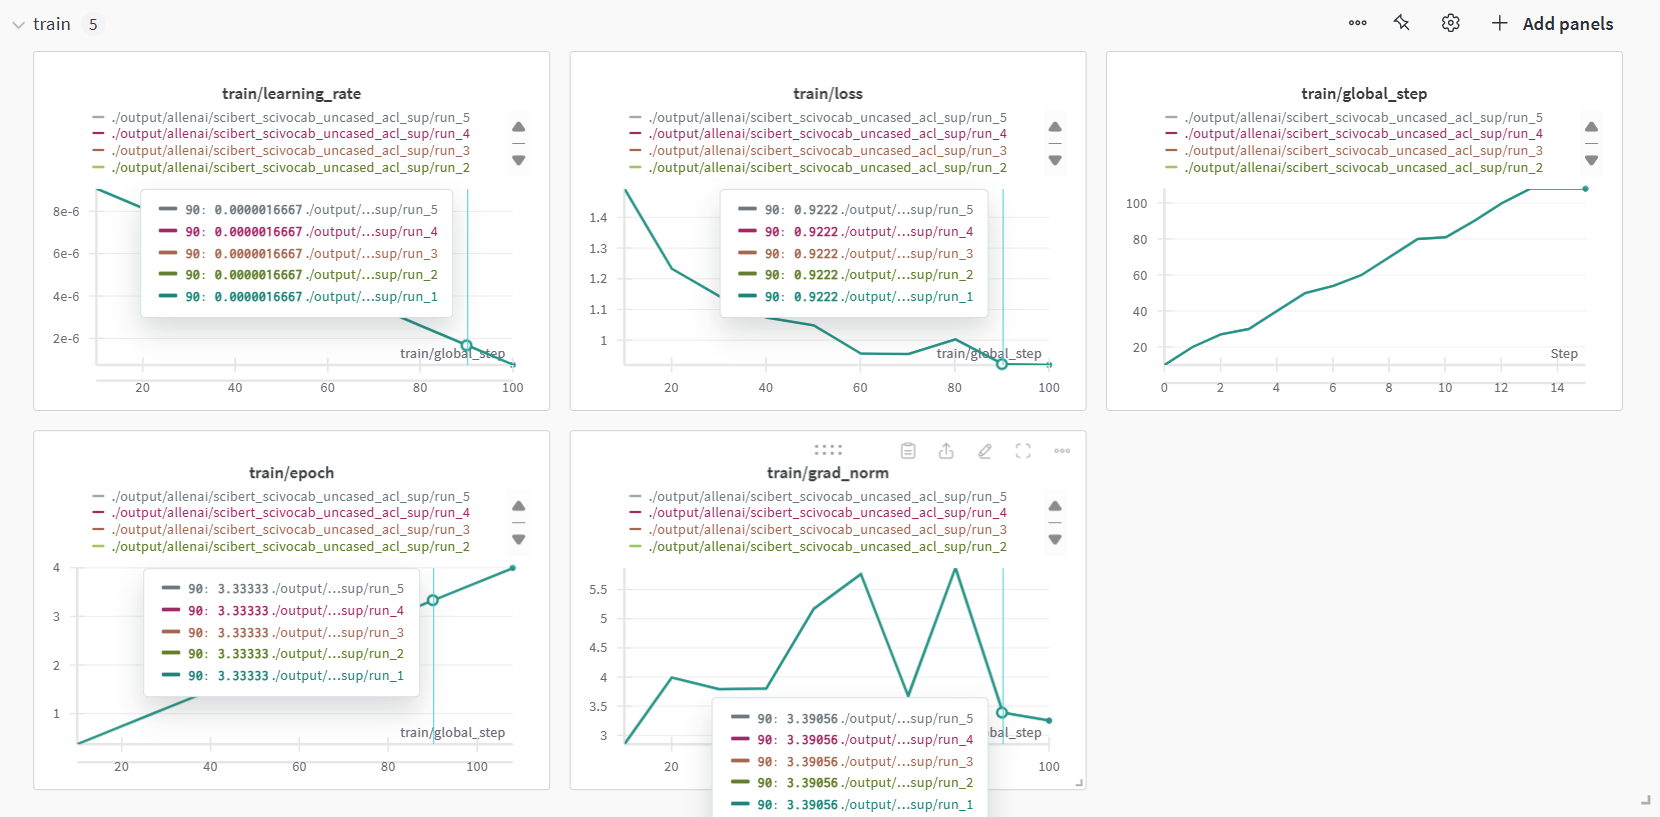 train 5
Add panels
train/learning_rate
./output/allenai/scibert_scivocab_uncased_acl_sup/run_5
./output/allenai/scibert_scivocab_uncased_acl_sup/run_4
./output/allenai/scibert_scivocab_uncased_acl_sup/run_3
./output/allenai/scibert_scivocab_uncased_acl_sup/run_2
8e-6
6e-6
4e-6
2e-6
90: 0.0000016667 ./output/...sup/run_5
90: 0.0000016667 ./output/...sup/run_4
90: 0.0000016667 ./output/...sup/run_3
90: 0.0000016667 ./output/...sup/run_2
90: 0.0000016667 ./output/...sup/run_1
train/global_step
20 40 60 80 100
train/loss
./output/allenai/scibert_scivocab_uncased_acl_sup/run_5
./output/allenai/scibert_scivocab_uncased_acl_sup/run_4
./output/allenai/scibert_scivocab_uncased_acl_sup/run_3
./output/allenai/scibert_scivocab_uncased_acl_sup/run_2
1.4
1.3
1.2
1.1
1
90: 0.9222 ./output/...sup/run_5
90: 0.9222 ./output/...sup/run_4
90: 0.9222 ./output/...sup/run_3
90: 0.9222 ./output/...sup/run_2
90: 0.9222 ./output/...sup/run_1
train/global_step
20 40 60 80 100
train/global_step
./output/allenai/scibert_scivocab_uncased_acl_sup/run_5
./output/allenai/scibert_scivocab_uncased_acl_sup/run_4
./output/allenai/scibert_scivocab_uncased_acl_sup/run_3
./output/allenai/scibert_scivocab_uncased_acl_sup/run_2
100
80
60
40
20
Step
0 2 4 6 8 10 12 14
train/epoch
./output/allenai/scibert_scivocab_uncased_acl_sup/run_5
./output/allenai/scibert_scivocab_uncased_acl_sup/run_4
./output/allenai/scibert_scivocab_uncased_acl_sup/run_3
./output/allenai/scibert_scivocab_uncased_acl_sup/run_2
4
3
2
1
90: 3.33333 ./output/...sup/run_5
90: 3.33333 ./output/...sup/run_4
90: 3.33333 ./output/...sup/run_3
90: 3.33333 ./output/...sup/run_2
90: 3.33333 ./output/...sup/run_1
train/global_step
20 40 60 80 100
train/grad_norm
./output/allenai/scibert_scivocab_uncased_acl_sup/run_5
./output/allenai/scibert_scivocab_uncased_acl_sup/run_4
./output/allenai/scibert_scivocab_uncased_acl_sup/run_3
./output/allenai/scibert_scivocab_uncased_acl_sup/run_2
5.5
5
4.5
4
3.5
3
90: 3.39056 ./output/...sup/run_5
90: 3.39056 ./output/...sup/run_4
90: 3.39056 ./output/...sup/run_3
90: 3.39056 ./output/...sup/run_2
90: 3.39056 ./output/...sup/run_1
bal_step
20 100